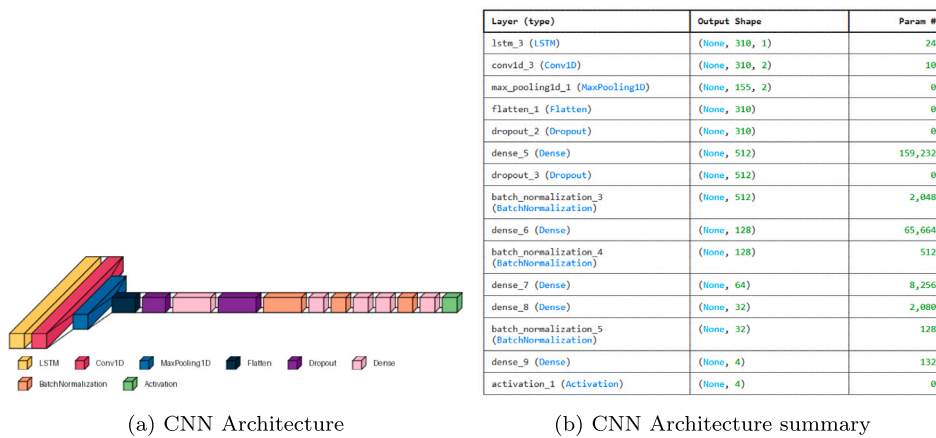 LSTM Conv1D MaxPooling1D Flatten Dropout Dense
BatchNormalization Activation
(a) CNN Architecture
Layer (type) Output Shape Param #
lstm_3 (LSTM) (None, 310, 1) 24
conv1d_3 (Conv1D) (None, 310, 2) 10
max_pooling1d_1 (MaxPooling1D) (None, 155, 2) 0
flatten_1 (Flatten) (None, 310) 0
dropout_2 (Dropout) (None, 310) 0
dense_5 (Dense) (None, 512) 159,232
dropout_3 (Dropout) (None, 512) 0
batch_normalization_3 (None, 512) 2,048
(BatchNormalization)
dense_6 (Dense) (None, 128) 65,664
batch_normalization_4 (None, 128) 512
(BatchNormalization)
dense_7 (Dense) (None, 64) 8,256
dense_8 (Dense) (None, 32) 2,080
batch_normalization_5 (None, 32) 128
(BatchNormalization)
dense_9 (Dense) (None, 4) 132
activation_1 (Activation) (None, 4) 0
(b) CNN Architecture summary